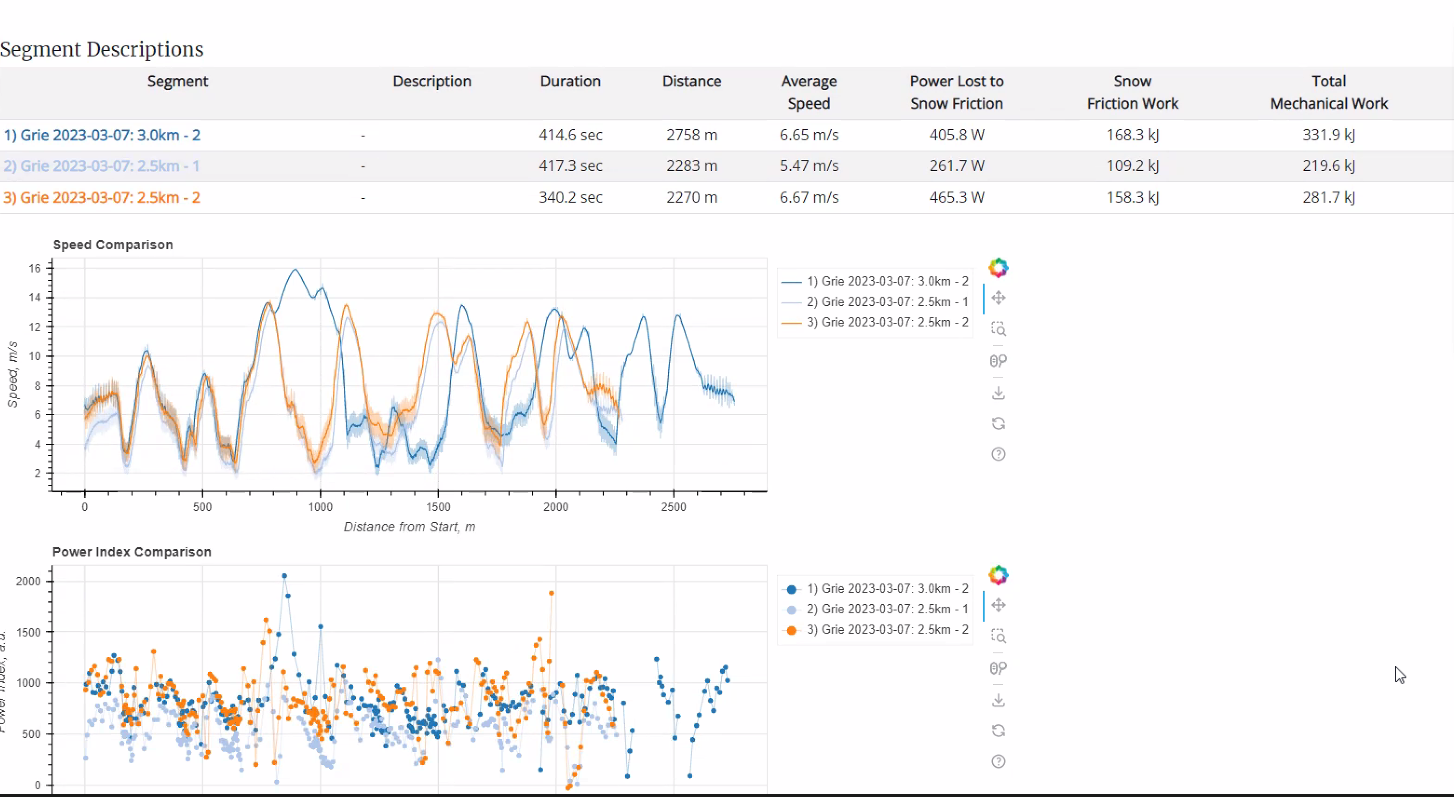 Segment Descriptions
Segment Description Duration Distance Average Speed Power Lost to Snow Friction Snow Friction Work Total Mechanical Work
1) Grie 2023-03-07: 3.0km - 2 - 414.6 sec 2758 m 6.65 m/s 405.8 W 168.3 kJ 331.9 kJ
2) Grie 2023-03-07: 2.5km - 1 - 417.3 sec 2283 m 5.47 m/s 261.7 W 109.2 kJ 219.6 kJ
3) Grie 2023-03-07: 2.5km - 2 - 340.2 sec 2270 m 6.67 m/s 465.3 W 158.3 kJ 281.7 kJ
Speed Comparison
16
14
12
10
8
6
4
2
Speed, m/s
0 500 1000 1500 2000 2500
Distance from Start, m
1) Grie 2023-03-07: 3.0km - 2
2) Grie 2023-03-07: 2.5km - 1
3) Grie 2023-03-07: 2.5km - 2
Power Index Comparison
2000
1500
1000
500
0
Power Index, a.u.
1) Grie 2023-03-07: 3.0km - 2
2) Grie 2023-03-07: 2.5km - 1
3) Grie 2023-03-07: 2.5km - 2